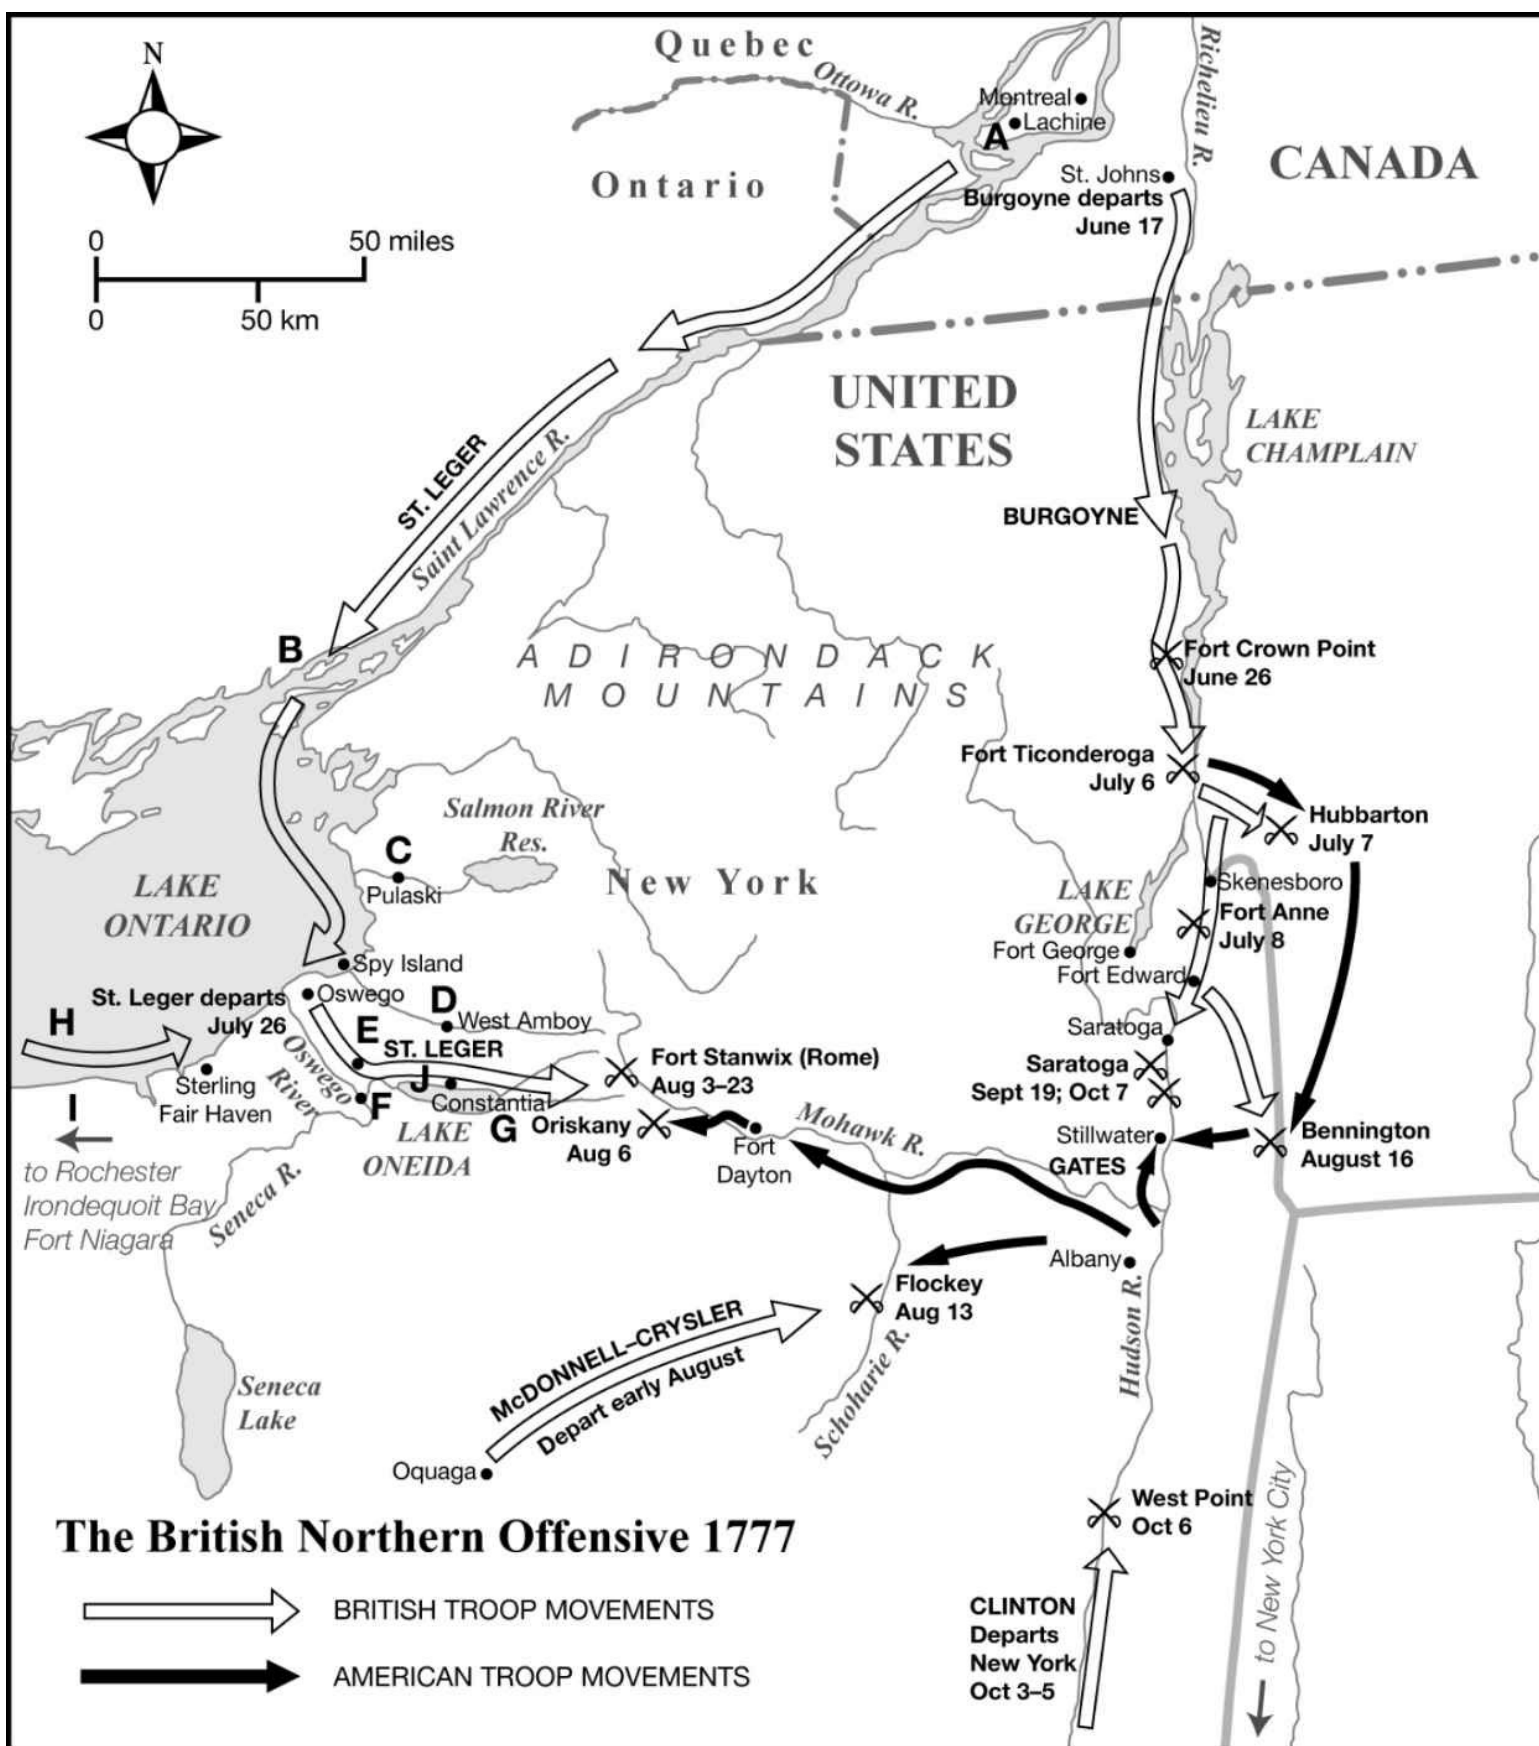 Quebec
Ottowa R.
Richelieu R.
N
Montreal
Lachine
A
CANADA
Ontario
St. Johns
Burgoyne departs
June 17
0
50 miles
0
50 km
UNITED
STATES
LAKE
CHAMPLAIN
ST. LEGER
Saint Lawrence R.
BURGOYNE
B
ADIRONDACK
MOUNTAINS
Fort Crown Point
June 26
Fort Ticonderoga
July 6
Hubbarton
July 7
Salmon River
Res.
C
Pulaski
New York
LAKE
ONTARIO
LAKE
GEORGE
Skenesboro
Fort Anne
July 8
Fort George
Fort Edward
Spy Island
St. Leger departs
July 26
Oswego
D
West Amboy
H
E
ST. LEGER
Saratoga
Oswego
River
Sterling
Fair Haven
J
Constantia
F
G
Fort Stanwix (Rome)
Aug 3–23
Saratoga
Sept 19; Oct 7
I
to Rochester
Irondequoit Bay
Fort Niagara
LAKE
ONEIDA
Oriskany
Aug 6
Fort
Dayton
Mohawk R.
Stillwater
GATES
Bennington
August 16
Seneca R.
Albany
Flockey
Aug 13
McDONNELL–CRYSLER
Depart early August
Schoharie R.
Hudson R.
Seneca
Lake
Oquaga
West Point
Oct 6
to New York City
The British Northern Offensive 1777
BRITISH TROOP MOVEMENTS
AMERICAN TROOP MOVEMENTS
CLINTON
Departs
New York
Oct 3–5